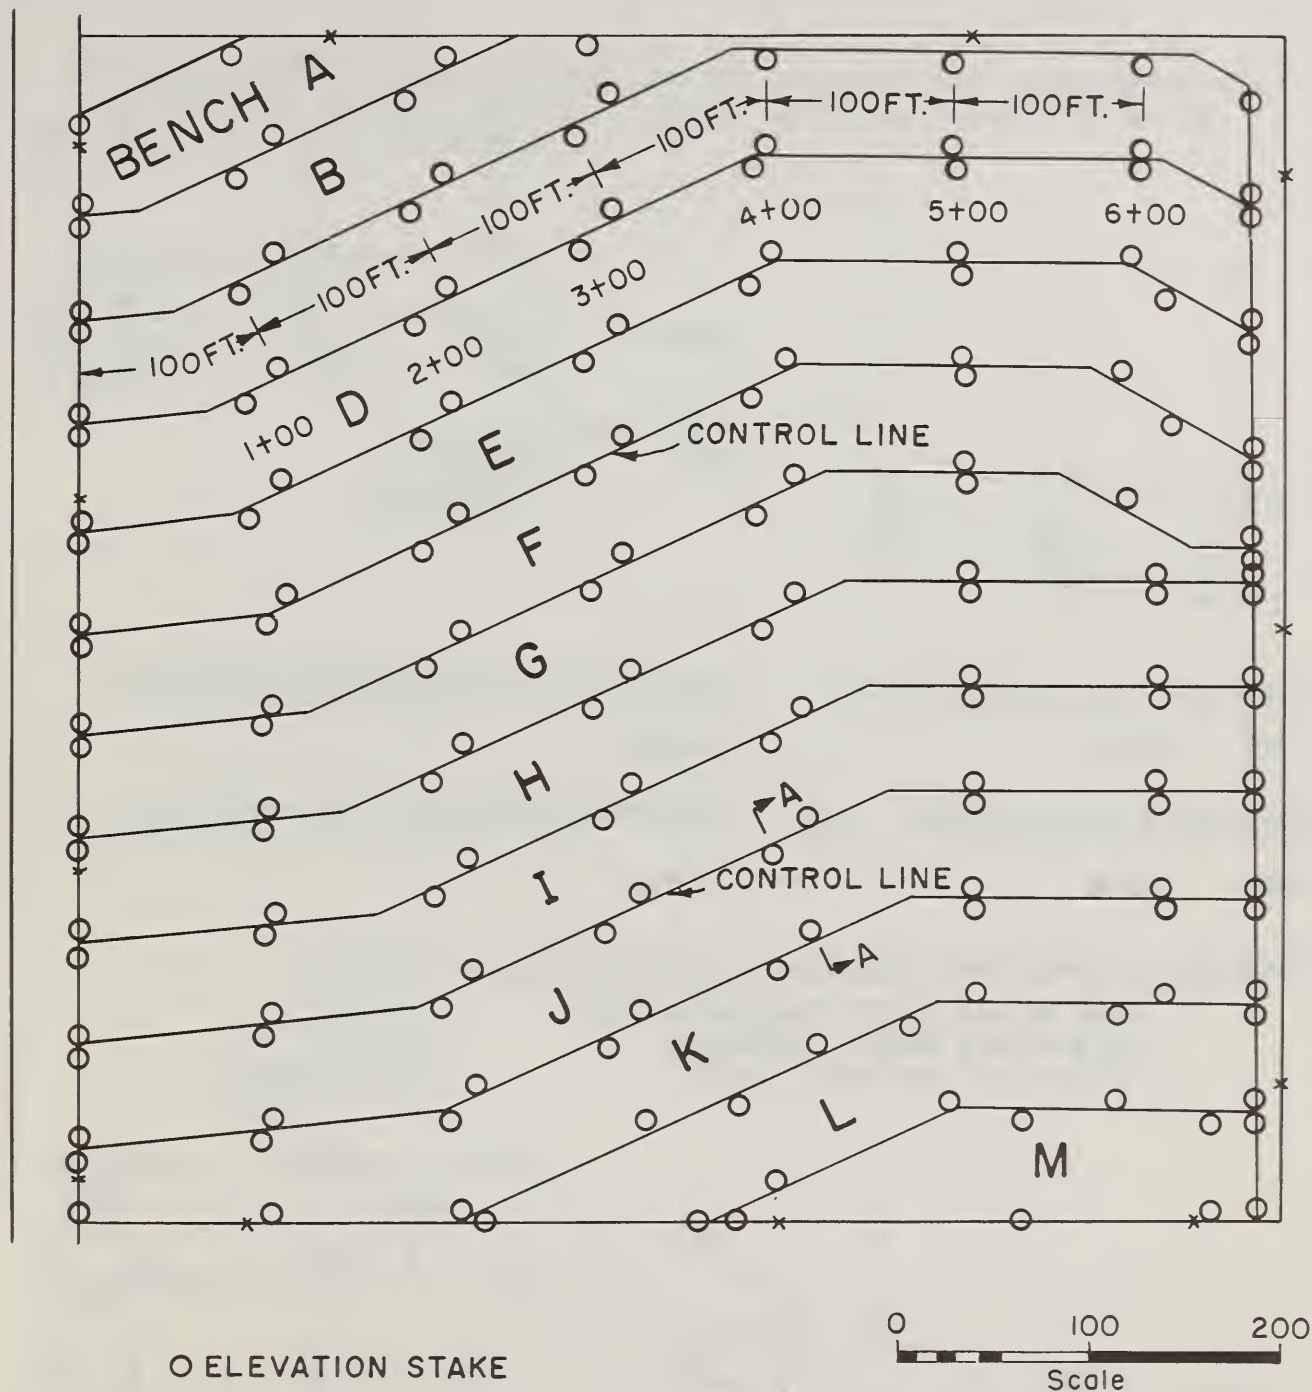 BENCH A
B
100FT.
100FT.
100FT.
100FT.
100FT.
100FT.
4+00
5+00
6+00
3+00
2+00
1+00
D
E
CONTROL LINE
F
G
H
A
I
CONTROL LINE
A
J
K
L
M
O ELEVATION STAKE
0 100 200
Scale